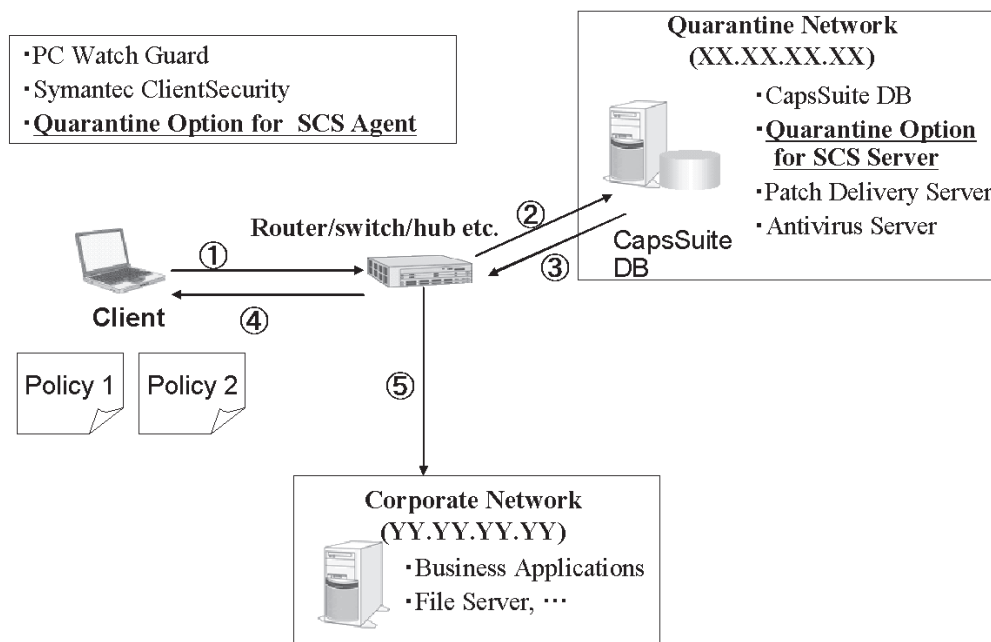 ・PC Watch Guard
・Symantec ClientSecurity
・Quarantine Option for SCS Agent
Quarantine Network
(XX.XX.XX.XX)
・CapsSuite DB
・Quarantine Option
for SCS Server
・Patch Delivery Server
・Antivirus Server
CapsSuite
DB
Router/switch/hub etc.
①
②
③
④
⑤
Client
Policy 1
Policy 2
Corporate Network
(YY.YY.YY.YY)
・Business Applications
・File Server, …